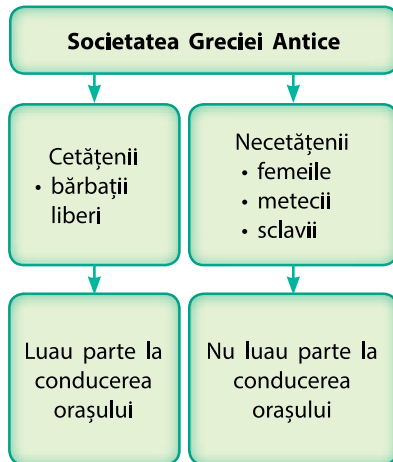 Societatea Greciei Antice
Cetățenii
• bărbații
liberi
Necetățenii
• femeile
• metecii
• sclavii
Luau parte la
conducerea
orașului
Nu luau parte la
conducerea
orașului